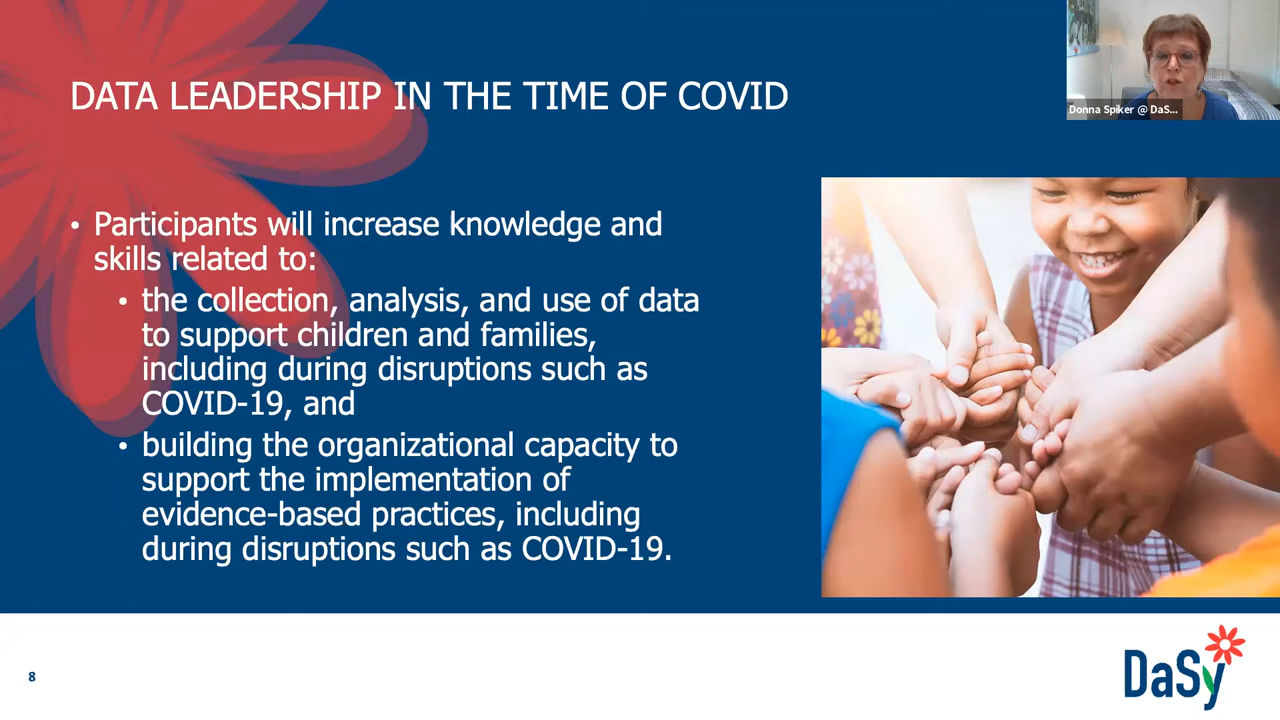 DATA LEADERSHIP IN THE TIME OF COVID
Donna Spiker @ DaS...
• Participants will increase knowledge and
skills related to:
• the collection, analysis, and use of data
to support children and families,
including during disruptions such as
COVID-19, and
• building the organizational capacity to
support the implementation of
evidence-based practices, including
during disruptions such as COVID-19.
8
DaSy